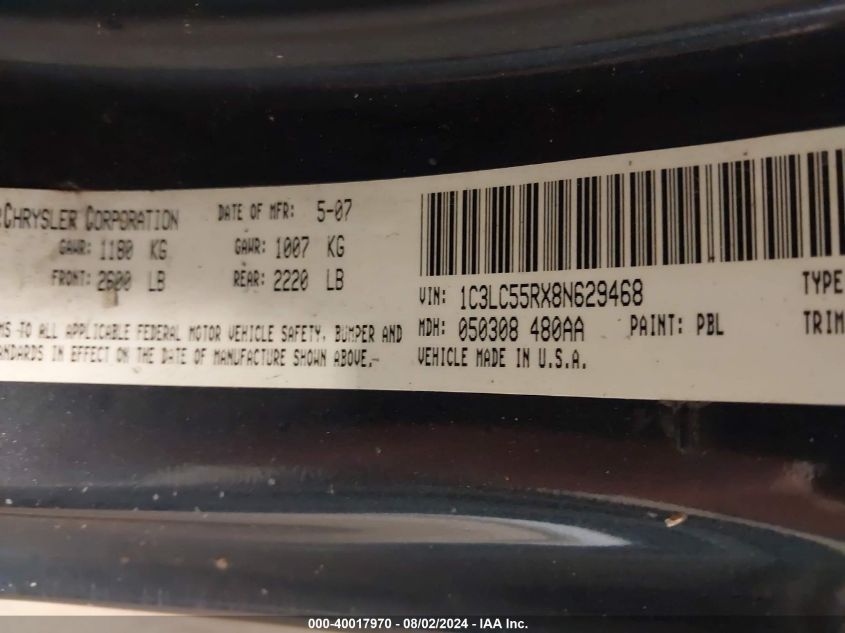 CHRYSLER CORPORATION DATE OF MFR: 5-07
GAWR: 1180 KG GAWR: 1007 KG
FRONT: 2600 LB REAR: 2220 LB
MS TO ALL APPLICABLE FEDERAL MOTOR VEHICLE SAFETY, BUMPER AND
ANDARDS IN EFFECT ON THE DATE OF MANUFACTURE SHOWN ABOVE.
VIN: 1C3LC55RX8N629468 TYPE
MDH: 050308 480AA PAINT: PBL TRIM
VEHICLE MADE IN U.S.A.
000-40017970 - 08/02/2024 - IAA Inc.